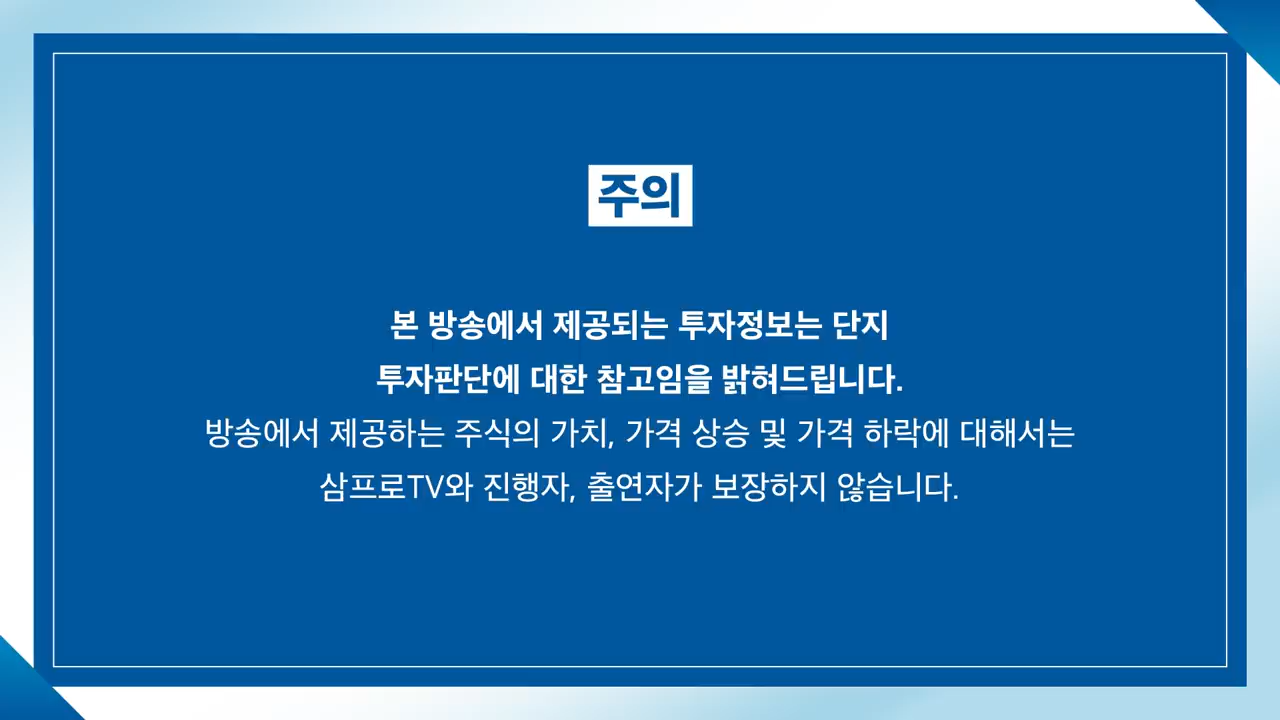 주의
본 방송에서 제공되는 투자정보는 단지
투자판단에 대한 참고임을 밝혀드립니다.
방송에서 제공하는 주식의 가치, 가격 상승 및 가격 하락에 대해서는
삼프로TV와 진행자, 출연자가 보장하지 않습니다.